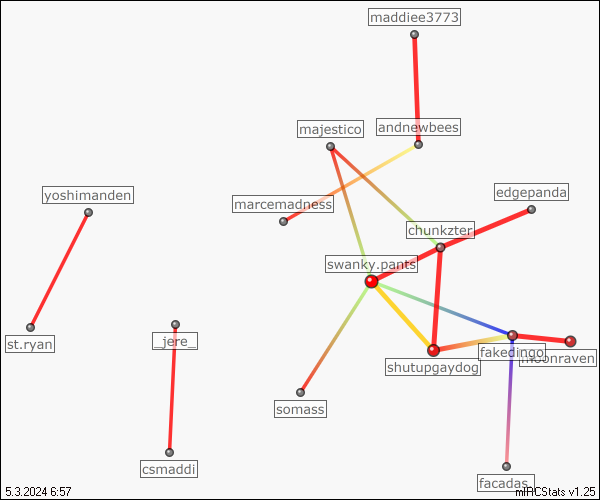 maddiee3773
majestico
andnewbees
yoshimanden
marcemadness
edgepanda
chunkzter
swanky.pants
st.ryan
_jere_
fakedingo
moonraven
shutupgaydog
somass
csmaddi
facadas_
5.3.2024 6:57
mIRCStats v1.25